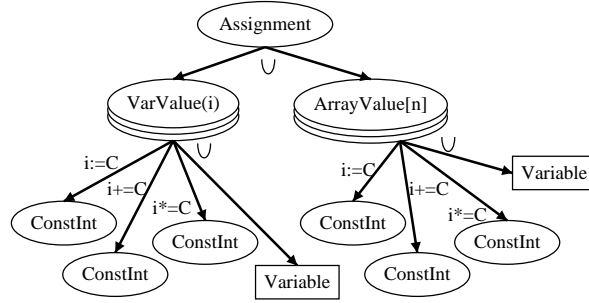 Assignment
VarValue(i)
ArrayValue[n]
i:=C
i+=C
i*=C
i:=C
i+=C
i*=C
Variable
ConstInt
ConstInt
ConstInt
Variable
ConstInt
ConstInt
ConstInt